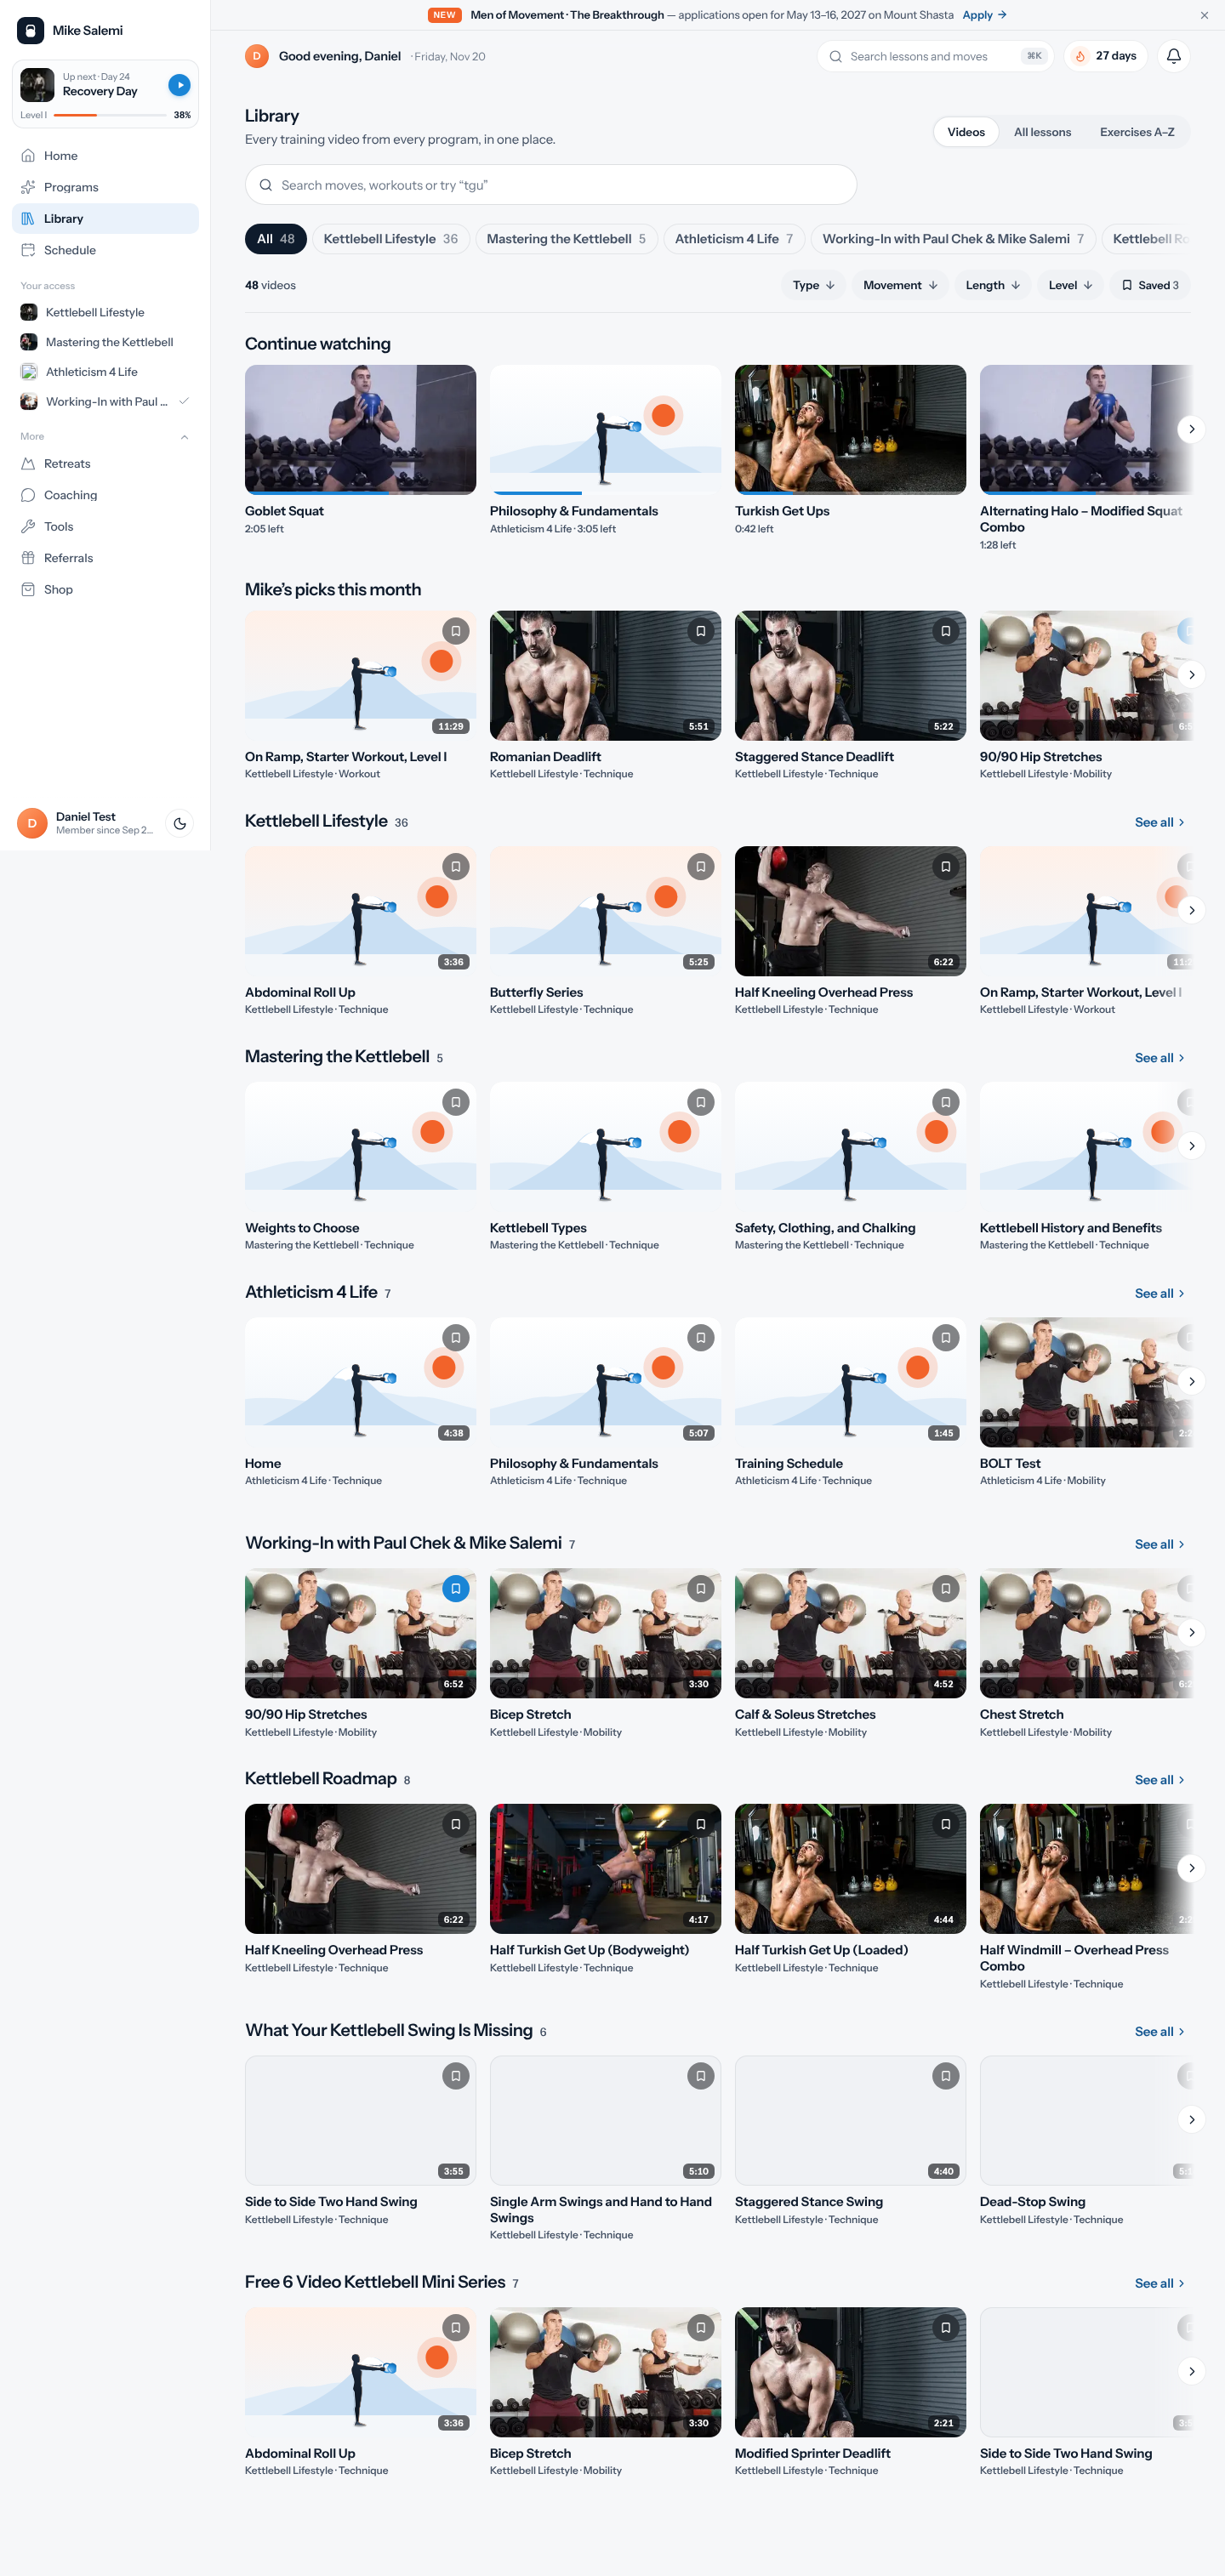 NEW Men of Movement · The Breakthrough — applications open for May 13–16, 2027 on Mount Shasta Apply →
Mike Salemi
Up next · Day 24
Recovery Day
Level I 38%
Home
Programs
Library
Schedule
Your access
Kettlebell Lifestyle
Mastering the Kettlebell
Athleticism 4 Life
Working-In with Paul ...
More
Retreats
Coaching
Tools
Referrals
Shop
Daniel Test
Member since Sep 2...
D
D Good evening, Daniel · Friday, Nov 20
Search lessons and moves ⌘K
27 days
Library
Every training video from every program, in one place.
Videos All lessons Exercises A–Z
Search moves, workouts or try “tgu”
All 48 Kettlebell Lifestyle 36 Mastering the Kettlebell 5 Athleticism 4 Life 7 Working-In with Paul Chek & Mike Salemi 7 Kettlebell Ro
48 videos
Type ↓ Movement ↓ Length ↓ Level ↓ Saved 3
Continue watching
Goblet Squat
2:05 left
Philosophy & Fundamentals
Athleticism 4 Life · 3:05 left
Turkish Get Ups
0:42 left
Alternating Halo – Modified Squat
Combo
1:28 left
Mike’s picks this month
11:29
On Ramp, Starter Workout, Level I
Kettlebell Lifestyle · Workout
5:51
Romanian Deadlift
Kettlebell Lifestyle · Technique
5:22
Staggered Stance Deadlift
Kettlebell Lifestyle · Technique
90/90 Hip Stretches
Kettlebell Lifestyle · Mobility
Kettlebell Lifestyle 36
See all
3:36
Abdominal Roll Up
Kettlebell Lifestyle · Technique
5:25
Butterfly Series
Kettlebell Lifestyle · Technique
6:22
Half Kneeling Overhead Press
Kettlebell Lifestyle · Technique
On Ramp, Starter Workout, Level I
Kettlebell Lifestyle · Workout
Mastering the Kettlebell 5
See all
Weights to Choose
Mastering the Kettlebell · Technique
Kettlebell Types
Mastering the Kettlebell · Technique
Safety, Clothing, and Chalking
Mastering the Kettlebell · Technique
Kettlebell History and Benefits
Mastering the Kettlebell · Technique
Athleticism 4 Life 7
See all
4:38
Home
Athleticism 4 Life · Technique
5:07
Philosophy & Fundamentals
Athleticism 4 Life · Technique
1:45
Training Schedule
Athleticism 4 Life · Technique
BOLT Test
Athleticism 4 Life · Mobility
Working-In with Paul Chek & Mike Salemi 7
See all
6:52
90/90 Hip Stretches
Kettlebell Lifestyle · Mobility
3:30
Bicep Stretch
Kettlebell Lifestyle · Mobility
4:52
Calf & Soleus Stretches
Kettlebell Lifestyle · Mobility
Chest Stretch
Kettlebell Lifestyle · Mobility
Kettlebell Roadmap 8
See all
6:22
Half Kneeling Overhead Press
Kettlebell Lifestyle · Technique
4:17
Half Turkish Get Up (Bodyweight)
Kettlebell Lifestyle · Technique
4:44
Half Turkish Get Up (Loaded)
Kettlebell Lifestyle · Technique
Half Windmill – Overhead Press
Combo
Kettlebell Lifestyle · Technique
What Your Kettlebell Swing Is Missing 6
See all
3:55
Side to Side Two Hand Swing
Kettlebell Lifestyle · Technique
5:10
Single Arm Swings and Hand to Hand
Swings
Kettlebell Lifestyle · Technique
4:40
Staggered Stance Swing
Kettlebell Lifestyle · Technique
Dead-Stop Swing
Kettlebell Lifestyle · Technique
Free 6 Video Kettlebell Mini Series 7
See all
3:36
Abdominal Roll Up
Kettlebell Lifestyle · Technique
3:30
Bicep Stretch
Kettlebell Lifestyle · Mobility
2:21
Modified Sprinter Deadlift
Kettlebell Lifestyle · Technique
Side to Side Two Hand Swing
Kettlebell Lifestyle · Technique